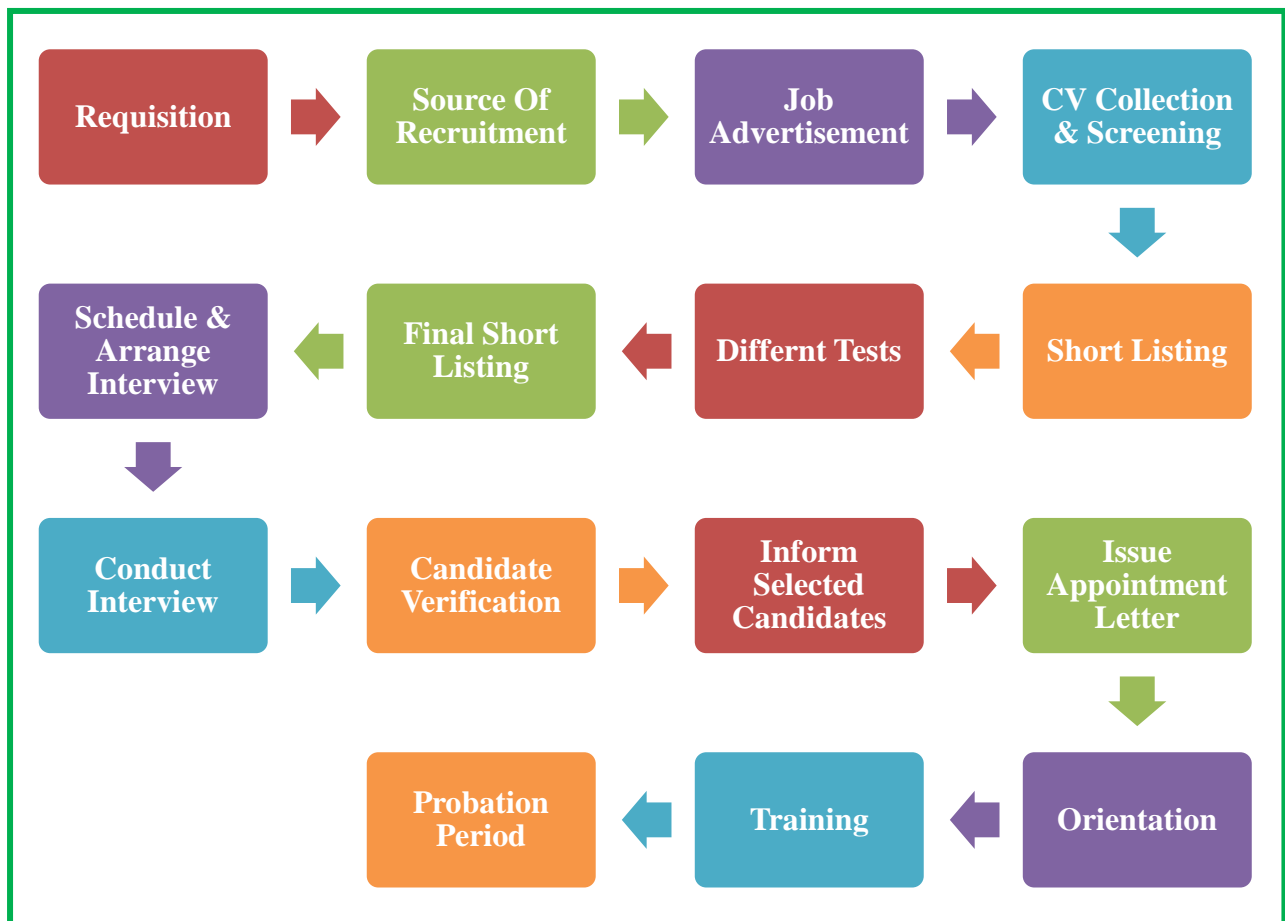 Requisition
Source Of
Recruitment
Job
Advertisement
CV Collection
& Screening
Short Listing
Differnt Tests
Final Short
Listing
Schedule &
Arrange
Interview
Conduct
Interview
Candidate
Verification
Inform
Selected
Candidates
Issue
Appointment
Letter
Orientation
Training
Probation
Period